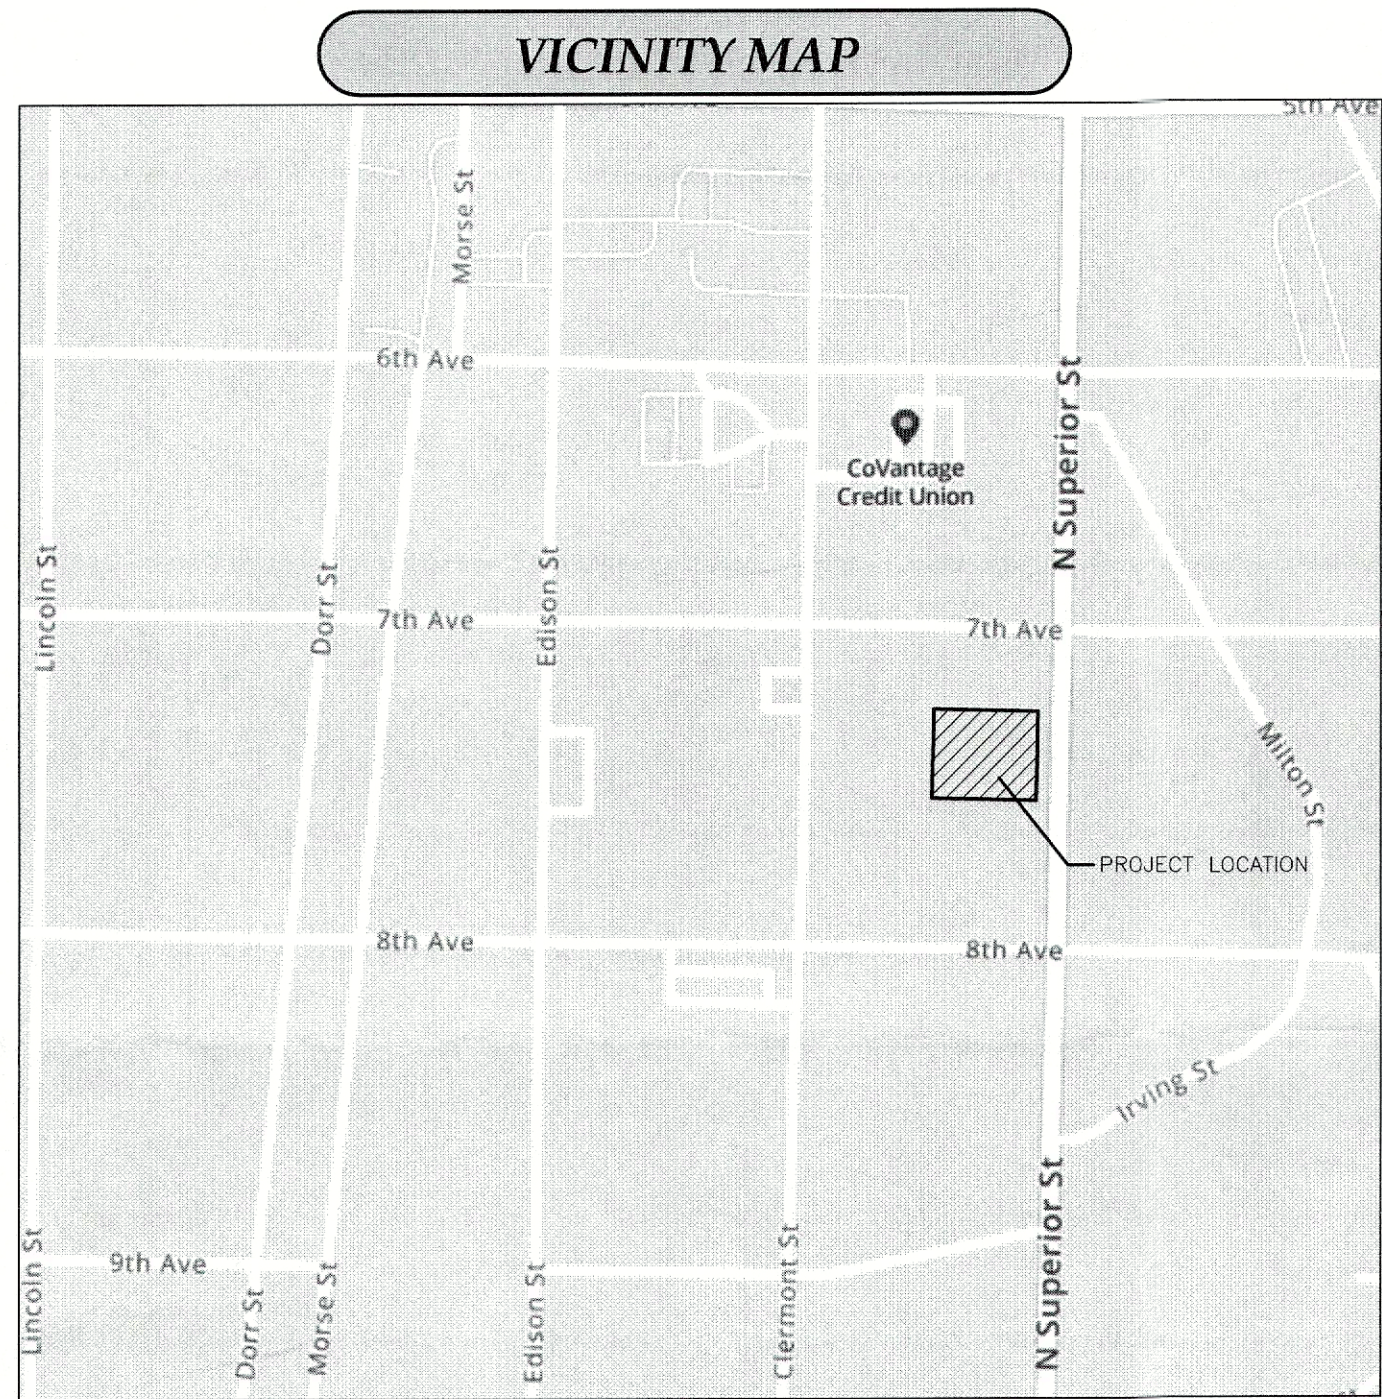 VICINITY MAP
5th Ave
Morse St
6th Ave
N Superior St
CoVantage
Credit Union
Lincoln St
Dorr St
Edison St
7th Ave
7th Ave
Milton St
PROJECT LOCATION
8th Ave
8th Ave
Irving St
Lincoln St
9th Ave
Dorr St
Morse St
Edison St
Clermont St
N Superior St